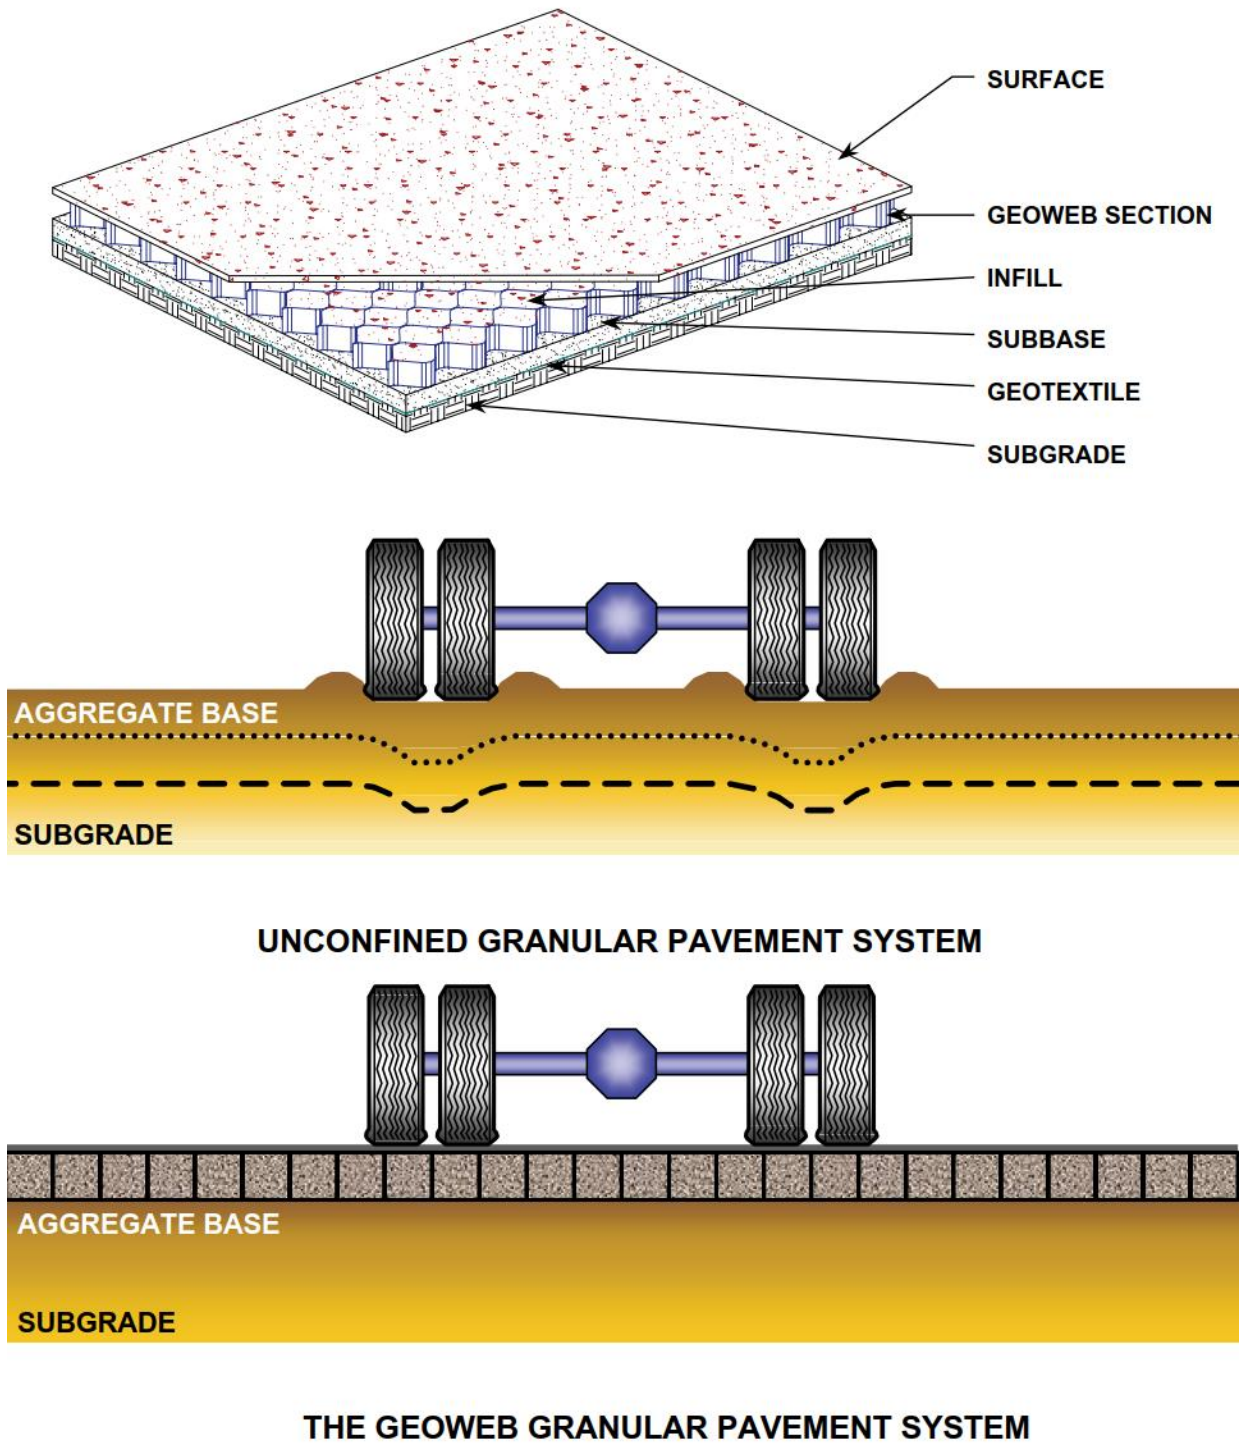 SURFACE
GEOWEB SECTION
INFILL
SUBBASE
GEOTEXTILE
SUBGRADE
AGGREGATE BASE
SUBGRADE
UNCONFINED GRANULAR PAVEMENT SYSTEM
AGGREGATE BASE
SUBGRADE
THE GEOWEB GRANULAR PAVEMENT SYSTEM